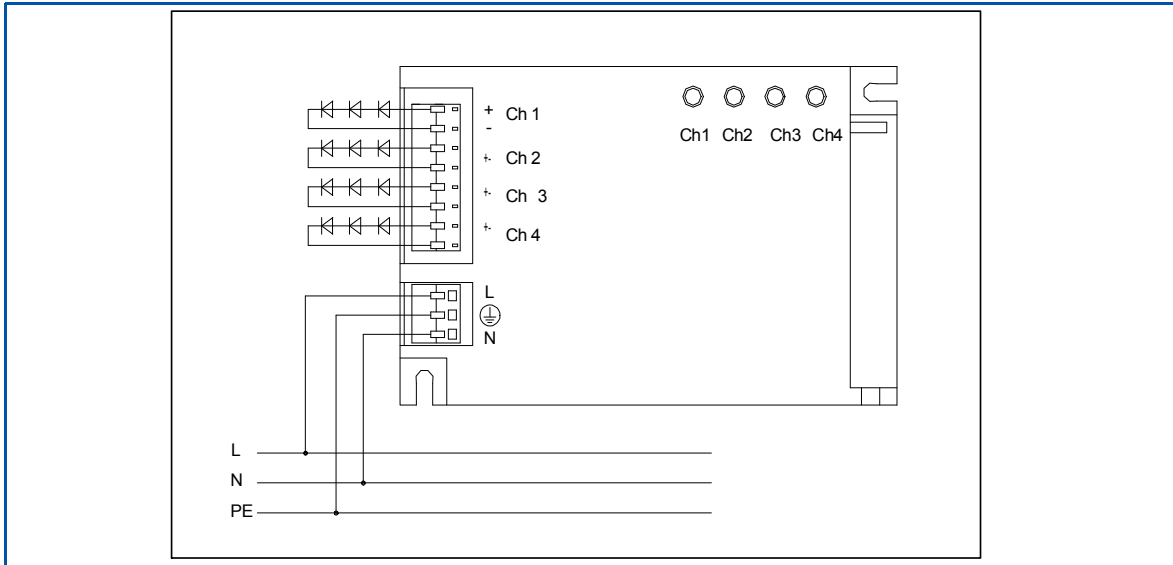 + Ch 1
-
+- Ch 2
+- Ch 3
+- Ch 4
Ch1 Ch2 Ch3 Ch4
L
N
L
N
PE